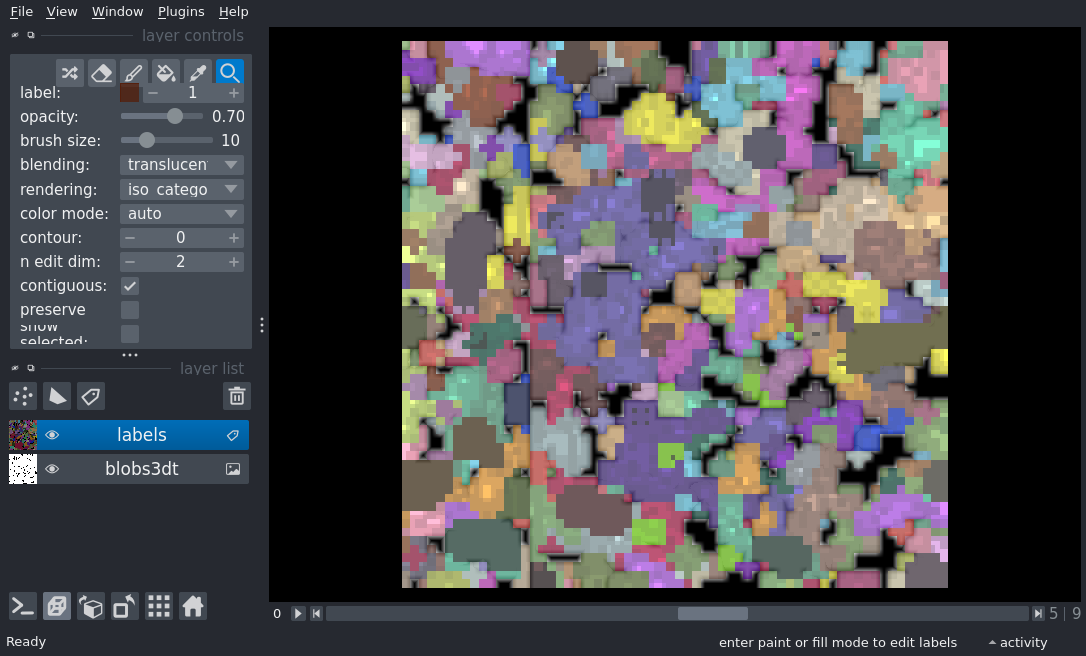 File View Window Plugins Help
layer controls
label: 1
opacity: 0.70
brush size: 10
blending: translucen
rendering: iso_catego
color mode: auto
contour: 0
n edit dim: 2
contiguous:
preserve
show
selected:
layer list
labels
blobs3dt
0 5 | 9
Ready enter paint or fill mode to edit labels activity